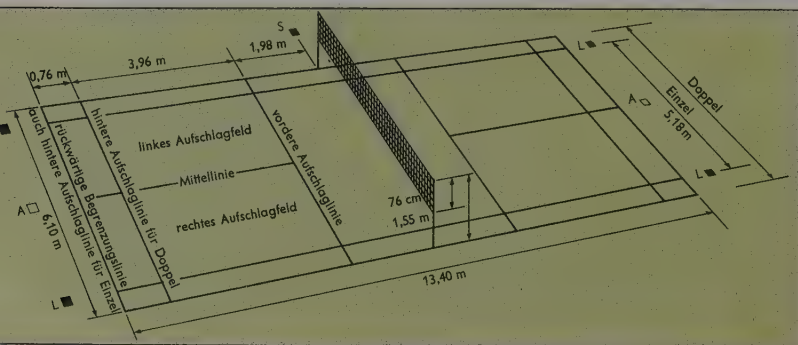 S
0,76 m
3,96 m
1,98 m
L
Doppel
Einzel
5,18 m
A
L
linkes Aufschlagfeld
Mittellinie
rechtes Aufschlagfeld
vordere Aufschlaglinie
hintere Aufschlaglinie für Doppel
rückwärtige Begrenzungslinie
auch hintere Aufschlaglinie für Einzel
A
6,10 m
L
76 cm
1,55 m
13,40 m